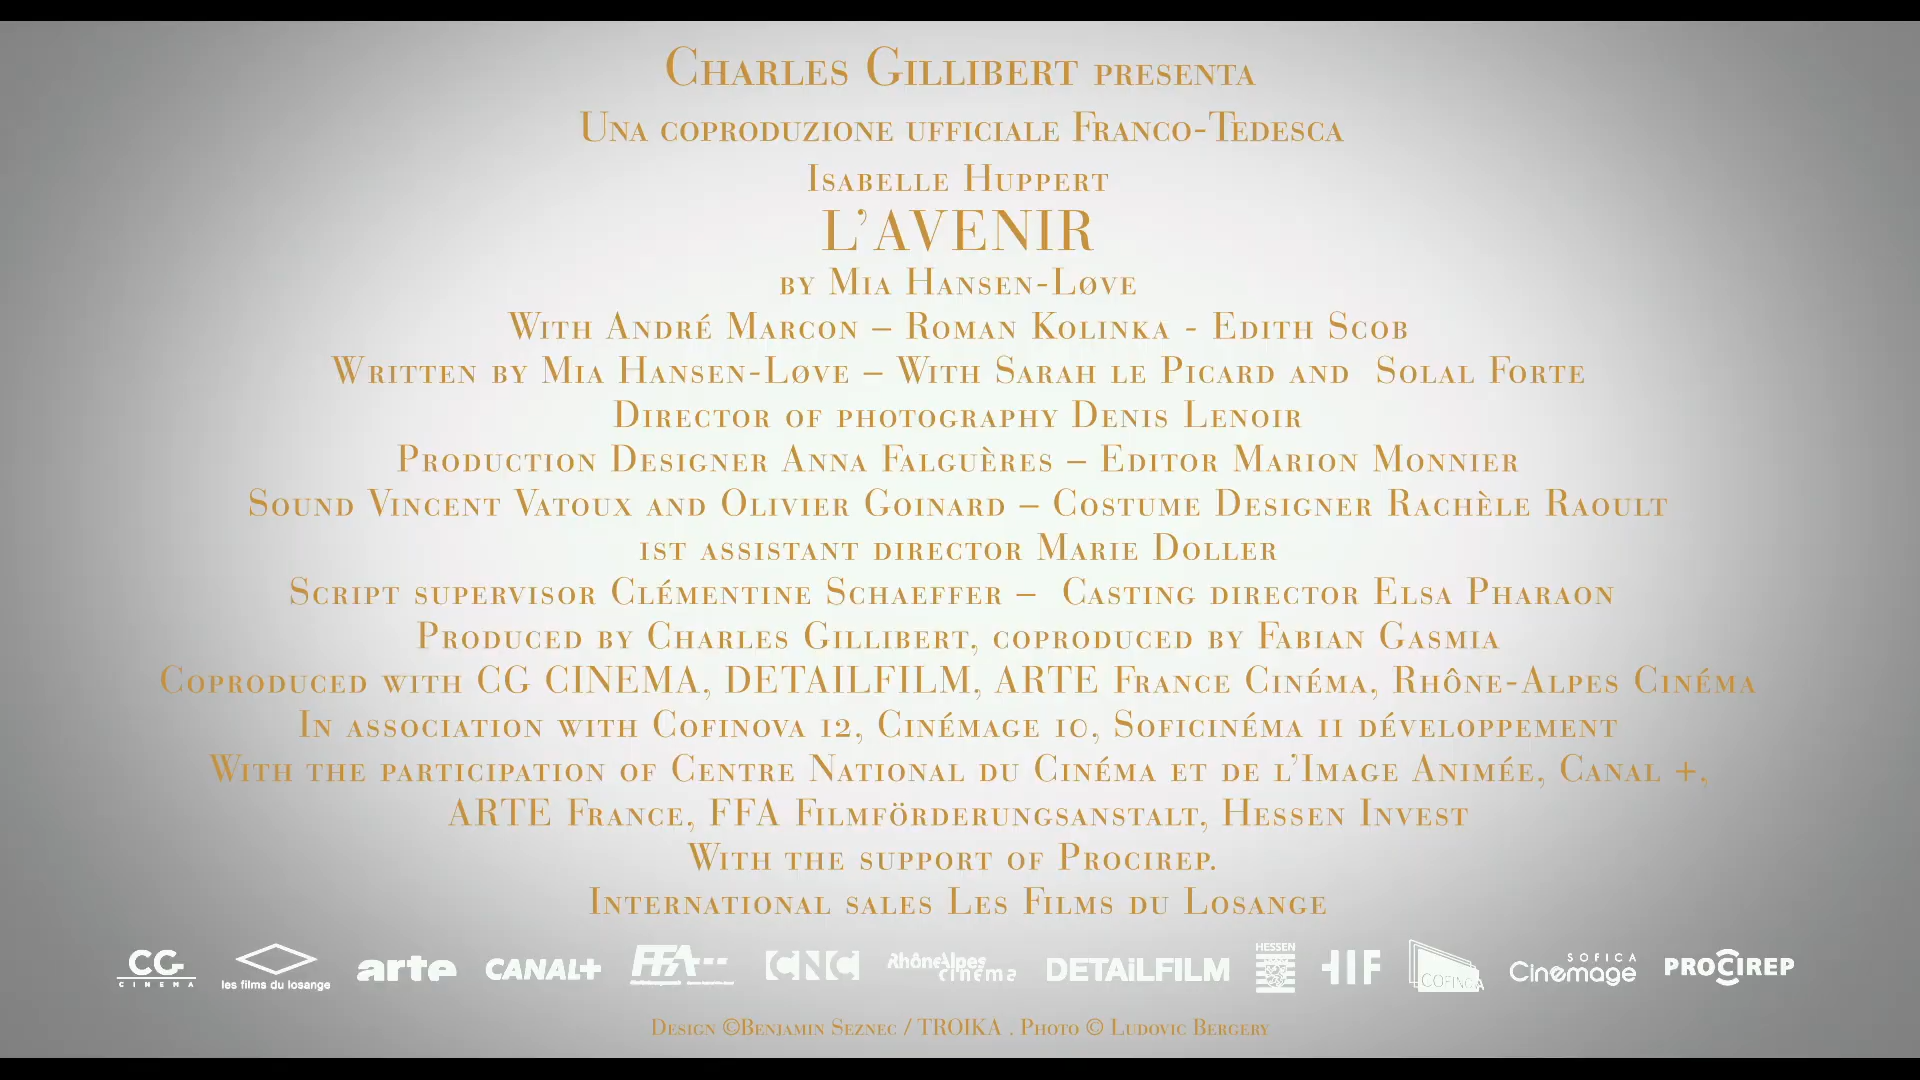 Charles Gillibert presenta
Una coproduzione ufficiale Franco-Tedesca
Isabelle Huppert
L'AVENIR
by Mia Hansen-Løve
With André Marcon – Roman Kolinka - Edith Scob
Written by Mia Hansen-Løve – With Sarah le Picard and Solal Forte
Director of photography Denis Lenoir
Production Designer Anna Falguères – Editor Marion Monnier
Sound Vincent Vatoux and Olivier Goinard – Costume Designer Rachèle Raoult
1st assistant director Marie Doller
Script supervisor Clémentine Schaeffer – Casting director Elsa Pharaon
Produced by Charles Gillibert, coproduced by Fabian Gasmia
Coproduced with CG CINEMA, DETAILFILM, ARTE France Cinéma, Rhône-Alpes Cinéma
In association with Cofinova 12, Cinémage 10, Soficinéma 11 développement
With the participation of Centre National du Cinéma et de l'Image Animée, Canal +,
ARTE France, FFA Filmförderungsanstalt, Hessen Invest
With the support of Procirep.
International sales Les Films du Losange
CG CINEMA les films du losange arte CANAL+ FFA CNC RhôneAlpes cinéma DETAiLFILM HESSEN HIF COFINOVA SOFICA Cinémage PROCIREP
Design ©Benjamin Seznec / TROIKA . Photo © Ludovic Bergery